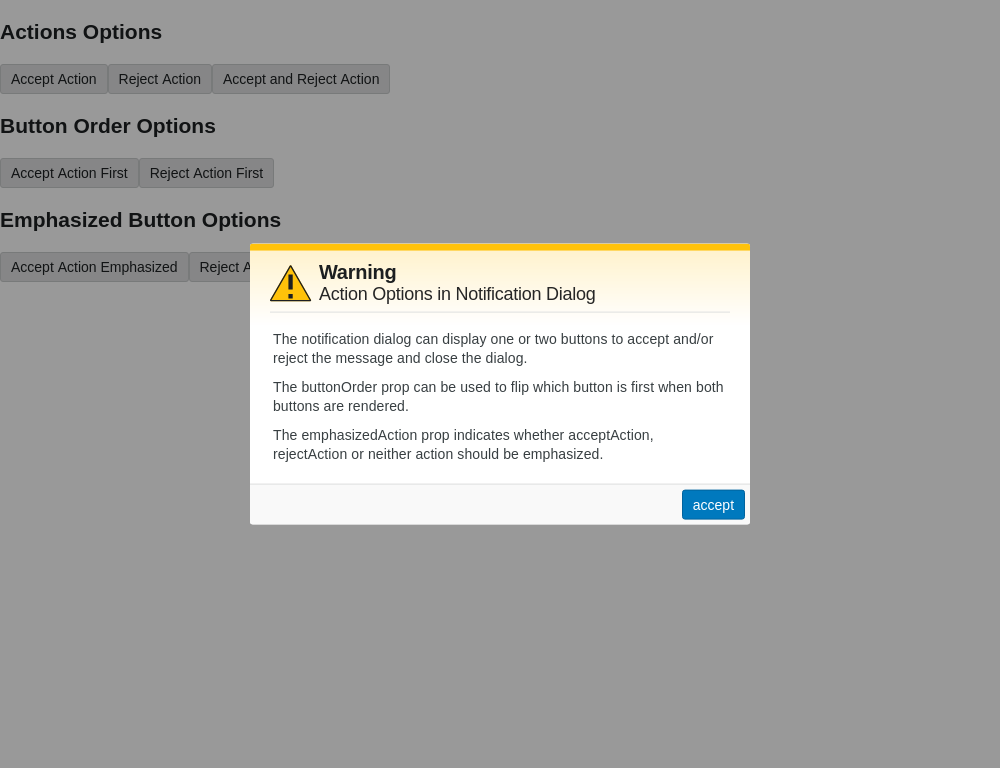 Actions Options
Accept Action Reject Action Accept and Reject Action
Button Order Options
Accept Action First Reject Action First
Emphasized Button Options
Accept Action Emphasized Reject
Warning
Action Options in Notification Dialog
The notification dialog can display one or two buttons to accept and/or
reject the message and close the dialog.
The buttonOrder prop can be used to flip which button is first when both
buttons are rendered.
The emphasizedAction prop indicates whether acceptAction,
rejectAction or neither action should be emphasized.
accept